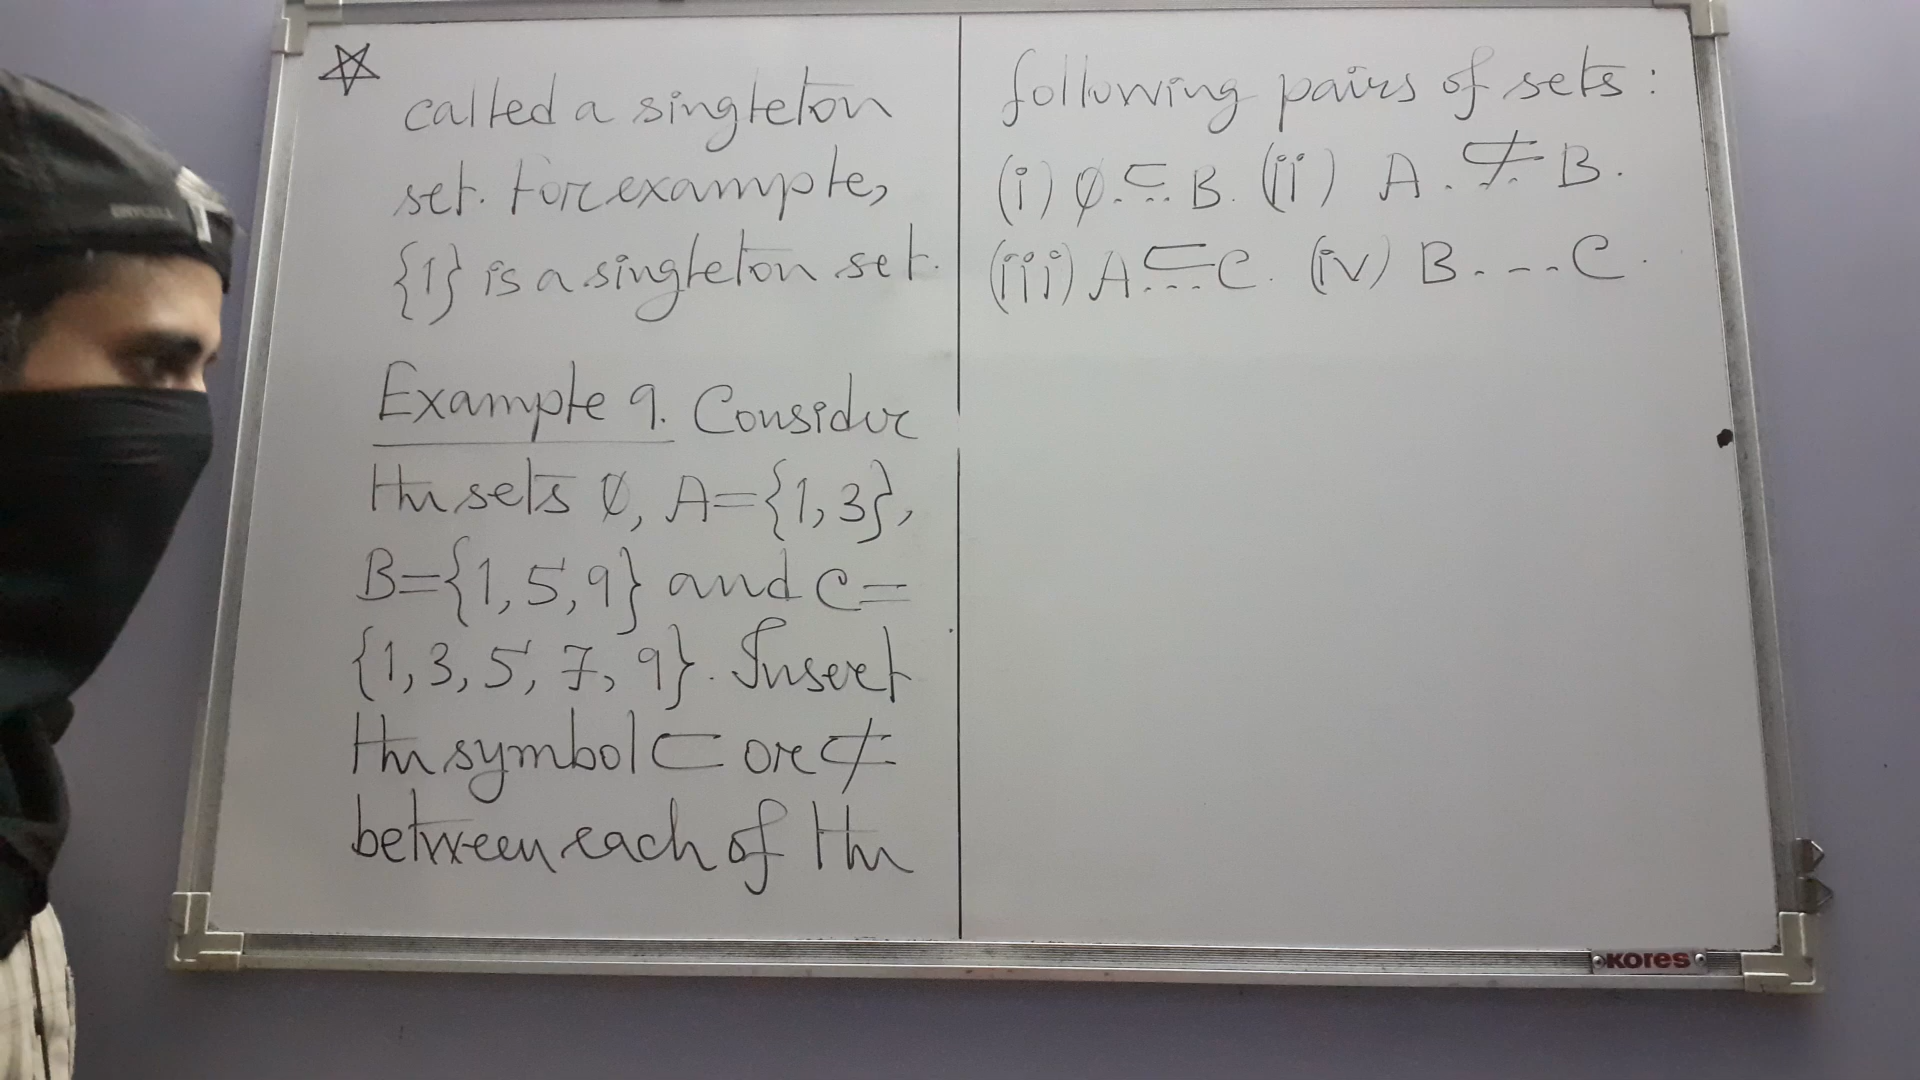 called a singleton
set. For example,
{1} is a singleton set.
Example 9. Consider
the sets ∅, A={1,3},
B={1,5,9} and C=
{1,3,5,7,9}. Insert
the symbol ⊂ or ⊄
between each of the
following pairs of sets:
(i) ∅.⊂..B. (ii) A.⊄..B.
(iii) A.⊂..C. (iv) B....C.
kores